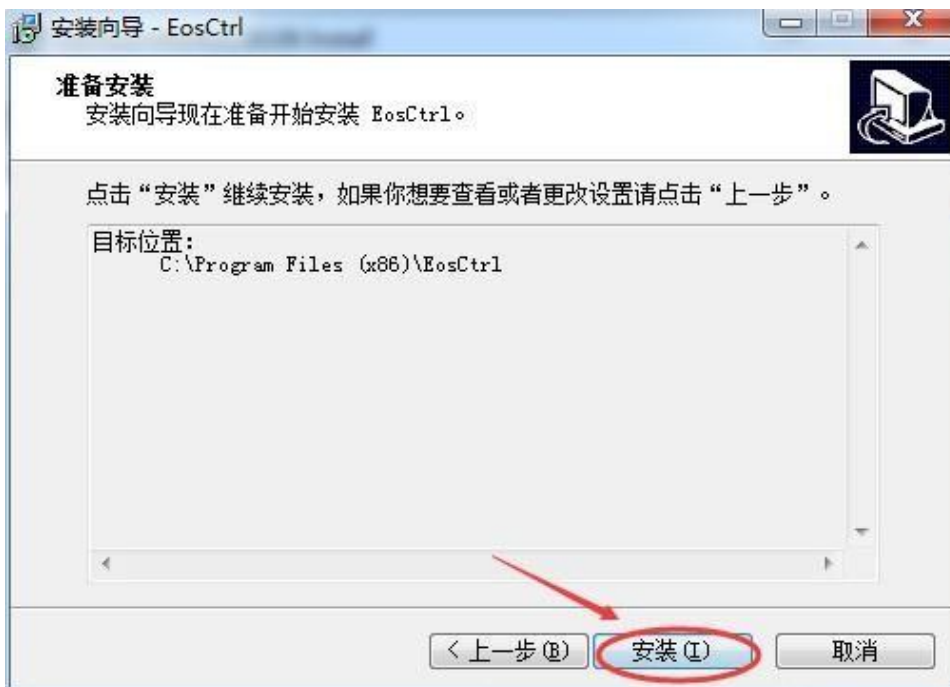 安装向导 - EosCtrl
准备安装
安装向导现在准备开始安装 EosCtrl。
点击“安装”继续安装，如果你想要查看或者更改设置请点击“上一步”。
目标位置：
C:\Program Files (x86)\EosCtrl
< 上一步(B)
安装(I)
取消